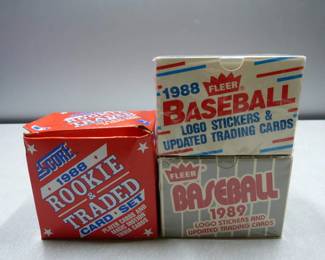 SCORE
1988
ROOKIE
& TRADED
CARD SET
1988 FLEER
BASEBALL
LOGO STICKERS &
UPDATED TRADING CARDS
FLEER
BASEBALL
1989
LOGO STICKERS AND
UPDATED TRADING CARDS